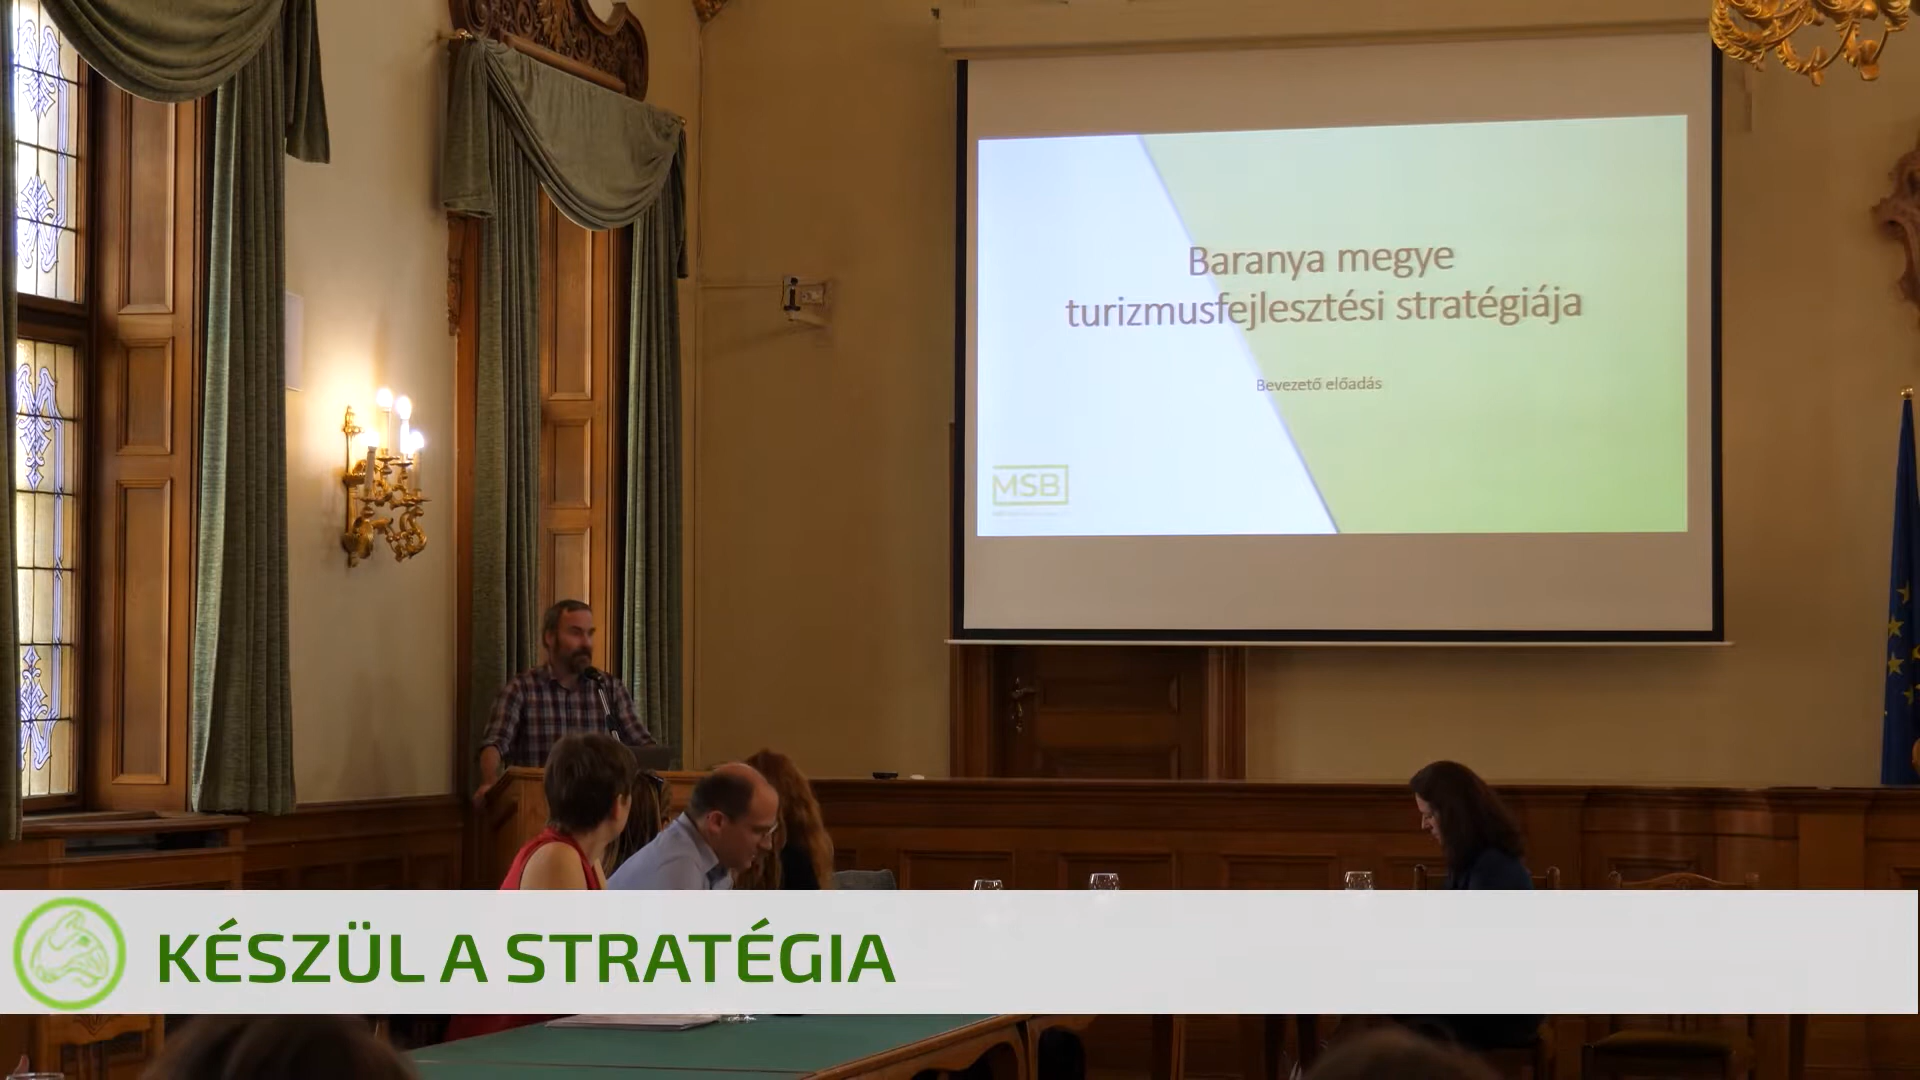 Baranya megye
turizmusfejlesztési stratégiája
Bevezető előadás
MSB
KÉSZÜL A STRATÉGIA